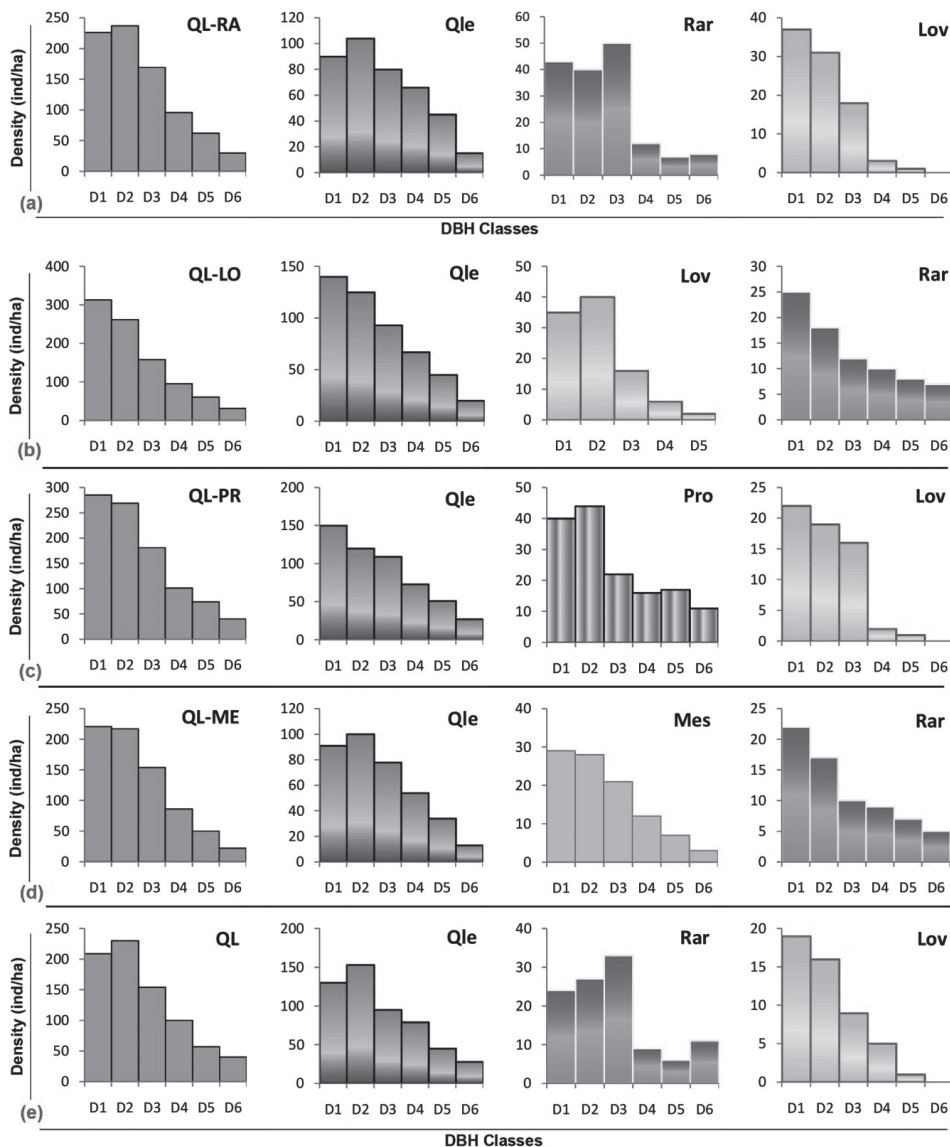 QL-RA
Density (ind/ha)
250
200
150
100
50
0
D1 D2 D3 D4 D5 D6
Qle
120
100
80
60
40
20
0
D1 D2 D3 D4 D5 D6
Rar
60
50
40
30
20
10
0
D1 D2 D3 D4 D5 D6
Lov
40
30
20
10
0
D1 D2 D3 D4 D5 D6
(a)
DBH Classes
QL-LO
Density (ind/ha)
400
300
200
100
0
D1 D2 D3 D4 D5 D6
Qle
150
100
50
0
D1 D2 D3 D4 D5 D6
Lov
50
40
30
20
10
0
D1 D2 D3 D4 D5
Rar
30
25
20
15
10
5
0
D1 D2 D3 D4 D5 D6
(b)
QL-PR
Density (ind/ha)
300
250
200
150
100
50
0
D1 D2 D3 D4 D5 D6
Qle
200
150
100
50
0
D1 D2 D3 D4 D5 D6
Pro
50
40
30
20
10
0
D1 D2 D3 D4 D5 D6
Lov
25
20
15
10
5
0
D1 D2 D3 D4 D5 D6
(c)
QL-ME
Density (ind/ha)
250
200
150
100
50
0
D1 D2 D3 D4 D5 D6
Qle
120
100
80
60
40
20
0
D1 D2 D3 D4 D5 D6
Mes
40
30
20
10
0
D1 D2 D3 D4 D5 D6
Rar
25
20
15
10
5
0
D1 D2 D3 D4 D5 D6
(d)
QL
Density (ind/ha)
250
200
150
100
50
0
D1 D2 D3 D4 D5 D6
Qle
200
150
100
50
0
D1 D2 D3 D4 D5 D6
Rar
40
30
20
10
0
D1 D2 D3 D4 D5 D6
Lov
20
15
10
5
0
D1 D2 D3 D4 D5 D6
(e)
DBH Classes